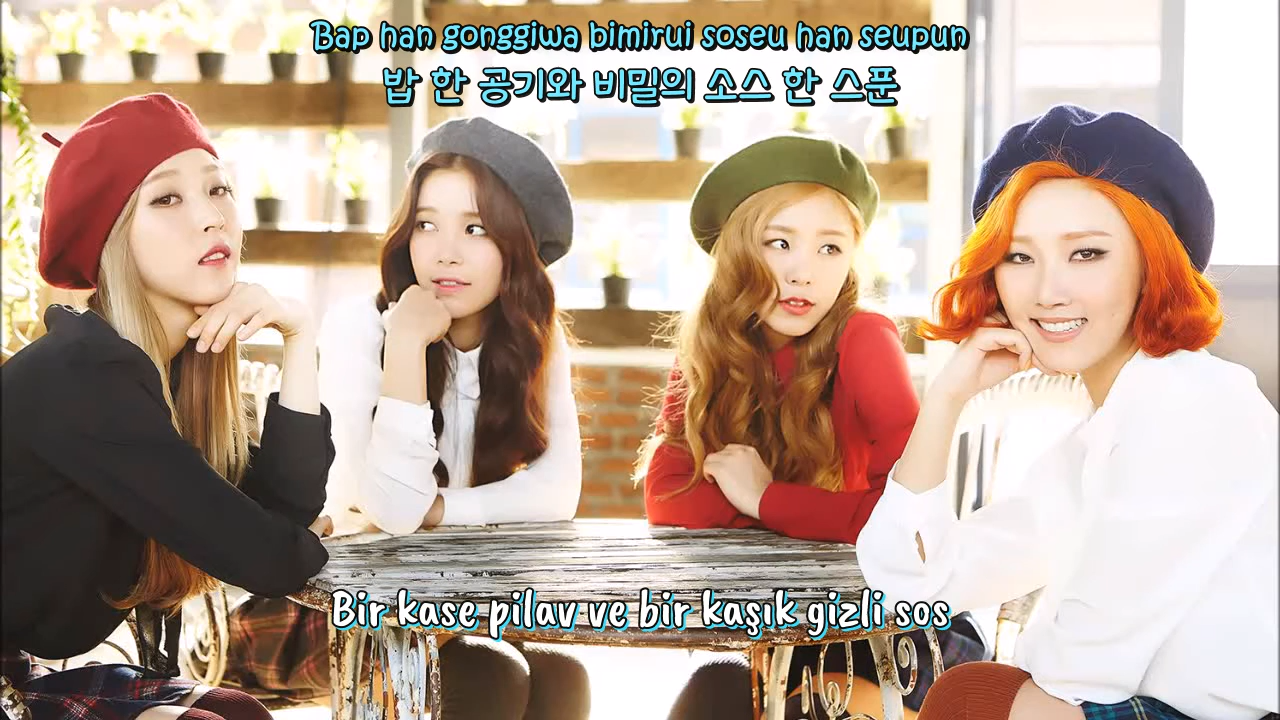 Bap han gonggiwa bimirui soseu han seupun
밥 한 공기와 비밀의 소스 한 스푼
Bir kase pilav ve bir kaşık gizli sos